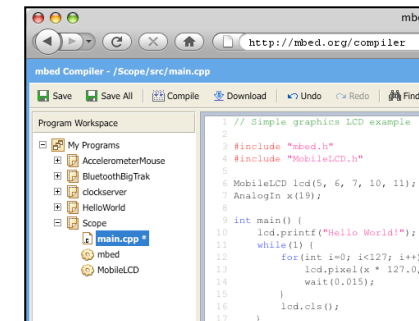 mbe
http://mbed.org/compiler
mbed Compiler - /Scope/src/main.cpp
Save Save All Compile Download Undo Redo Find
Program Workspace
My Programs
AccelerometerMouse
BluetoothBigTrak
clockserver
HelloWorld
Scope
main.cpp *
mbed
MobileLCD
1 // Simple graphics LCD example
2
3 #include "mbed.h"
4 #include "MobileLCD.h"
5
6 MobileLCD lcd(5, 6, 7, 10, 11);
7 AnalogIn x(19);
8
9 int main() {
10 lcd.printf("Hello World!");
11 while(1) {
12 for(int i=0; i<127; i++
13 lcd.pixel(x * 127.0,
14 wait(0.015);
15 }
16 lcd.cls();
17 }